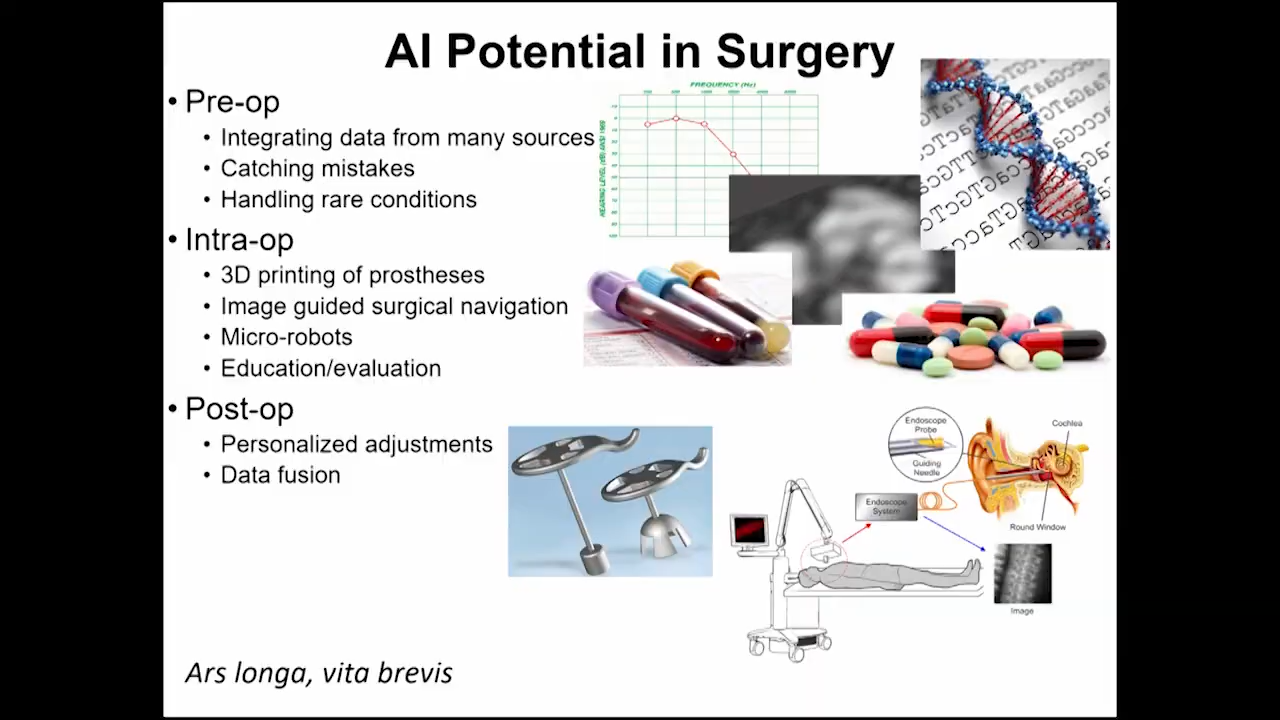 AI Potential in Surgery
• Pre-op
• Integrating data from many sources
• Catching mistakes
• Handling rare conditions
• Intra-op
• 3D printing of prostheses
• Image guided surgical navigation
• Micro-robots
• Education/evaluation
• Post-op
• Personalized adjustments
• Data fusion
Ars longa, vita brevis
FREQUENCY (Hz)
Endoscope
Probe
Guiding
Needle
Cochlea
Endoscope
System
Round Window
Image